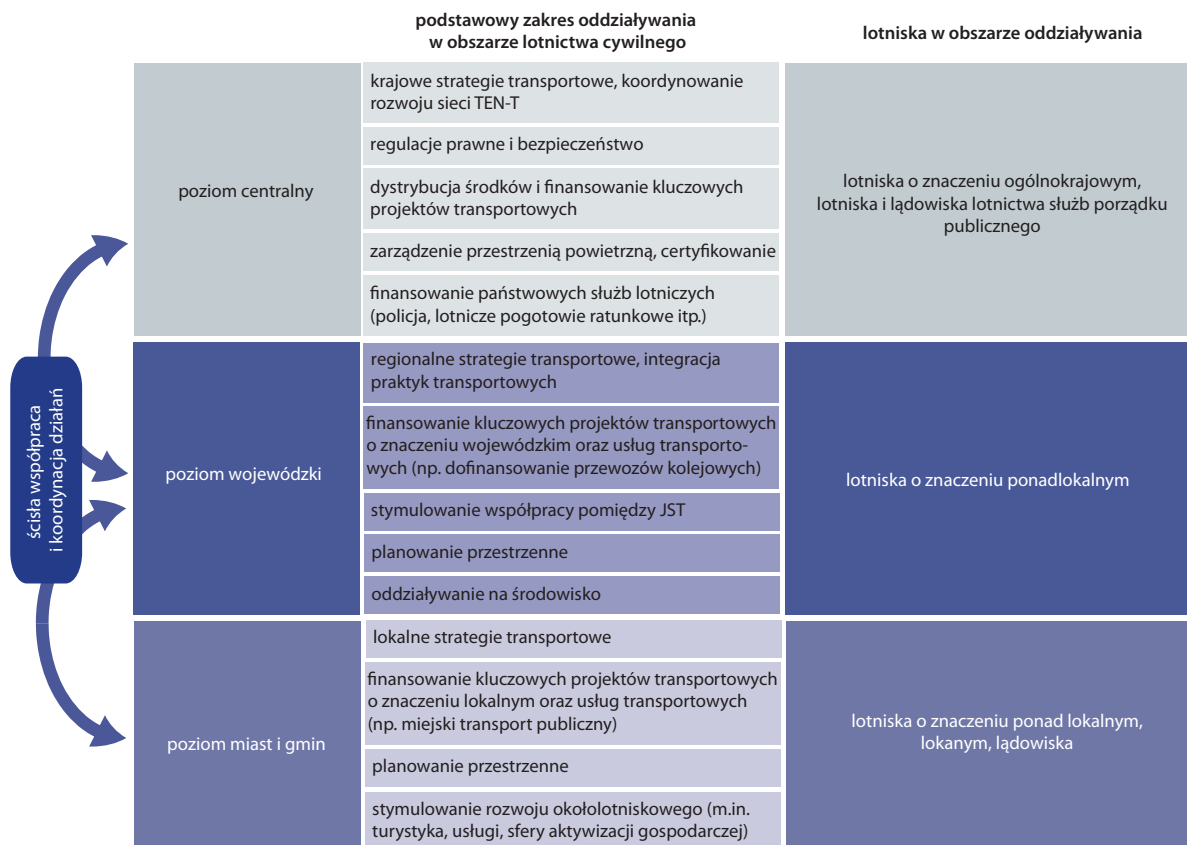 podstawowy zakres oddziaływania
w obszarze lotnictwa cywilnego
lotniska w obszarze oddziaływania
ścisła współpraca
i koordynacja działań
poziom centralny
krajowe strategie transportowe, koordynowanie
rozwoju sieci TEN-T
regulacje prawne i bezpieczeństwo
dystrybucja środków i finansowanie kluczowych
projektów transportowych
zarządzenie przestrzenią powietrzną, certyfikowanie
finansowanie państwowych służb lotniczych
(policja, lotnicze pogotowie ratunkowe itp.)
lotniska o znaczeniu ogólnokrajowym,
lotniska i lądowiska lotnictwa służb porządku
publicznego
poziom wojewódzki
regionalne strategie transportowe, integracja
praktyk transportowych
finansowanie kluczowych projektów transportowych
o znaczeniu wojewódzkim oraz usług transporto-
wych (np. dofinansowanie przewozów kolejowych)
stymulowanie współpracy pomiędzy JST
planowanie przestrzenne
oddziaływanie na środowisko
lotniska o znaczeniu ponadlokalnym
poziom miast i gmin
lokalne strategie transportowe
finansowanie kluczowych projektów transportowych
o znaczeniu lokalnym oraz usług transportowych
(np. miejski transport publiczny)
planowanie przestrzenne
stymulowanie rozwoju okołolotniskowego (m.in.
turystyka, usługi, sfery aktywizacji gospodarczej)
lotniska o znaczeniu ponad lokalnym,
lokanym, lądowiska